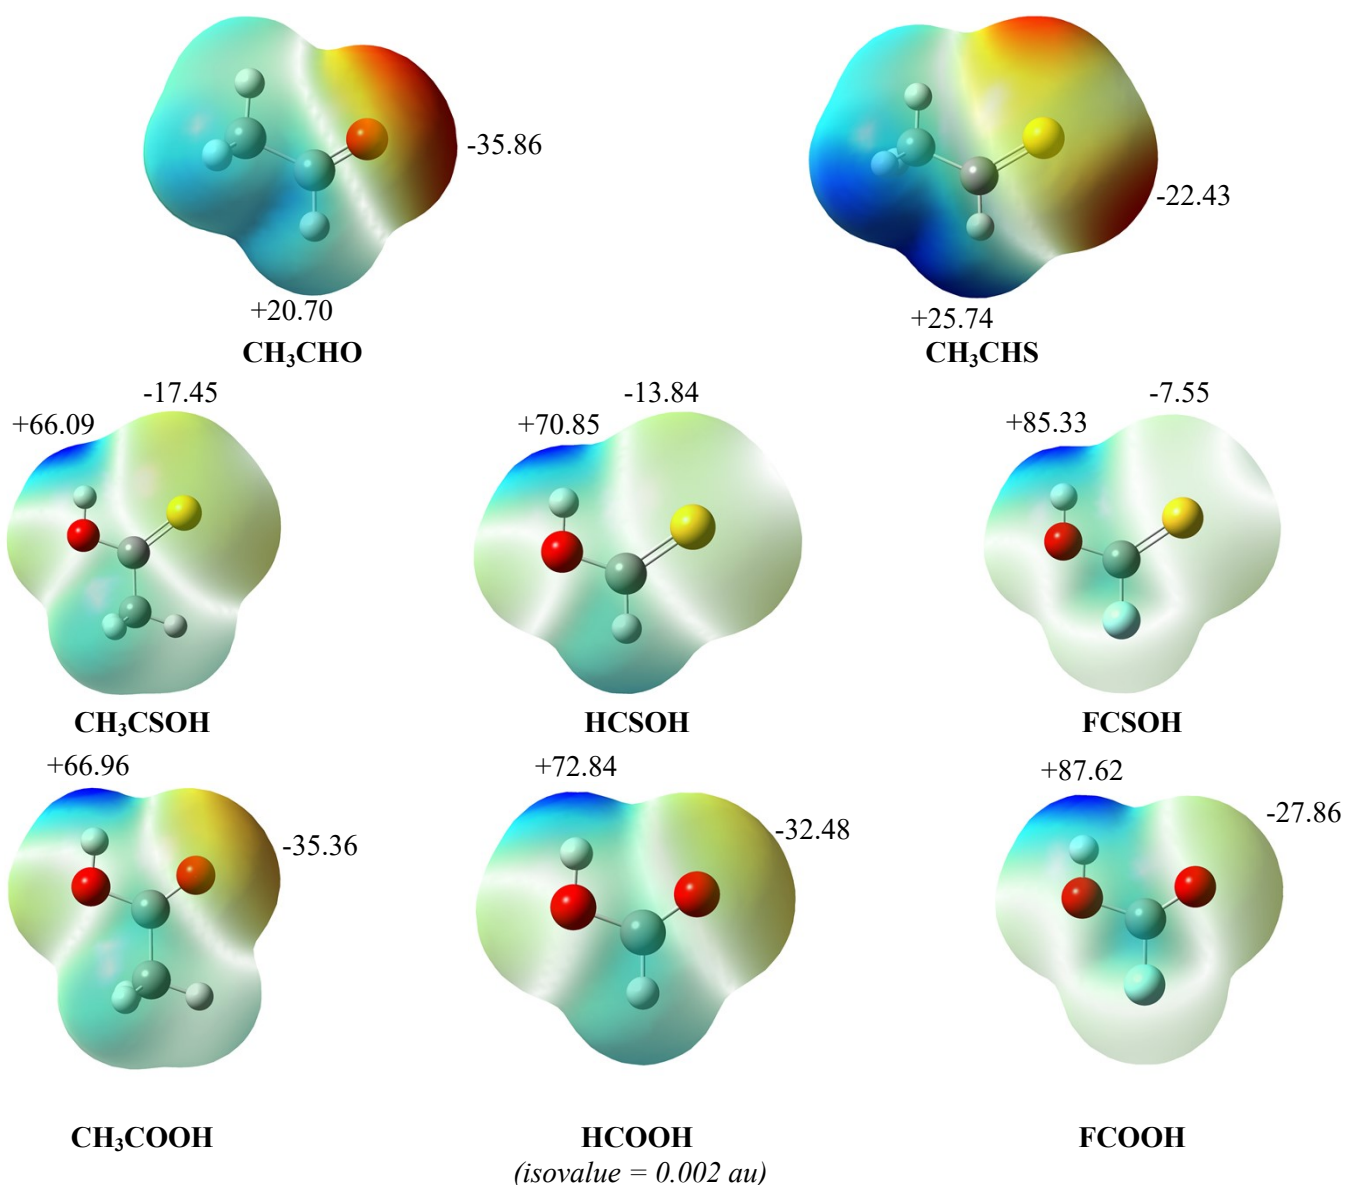 -35.86
-22.43
+20.70
+25.74
CH₃CHO
CH₃CHS
-17.45
-13.84
-7.55
+66.09
+70.85
+85.33
CH₃CSOH
HCSOH
FCSOH
+66.96
+72.84
+87.62
-35.36
-32.48
-27.86
CH₃COOH
HCOOH
FCOOH
(isovalue = 0.002 au)